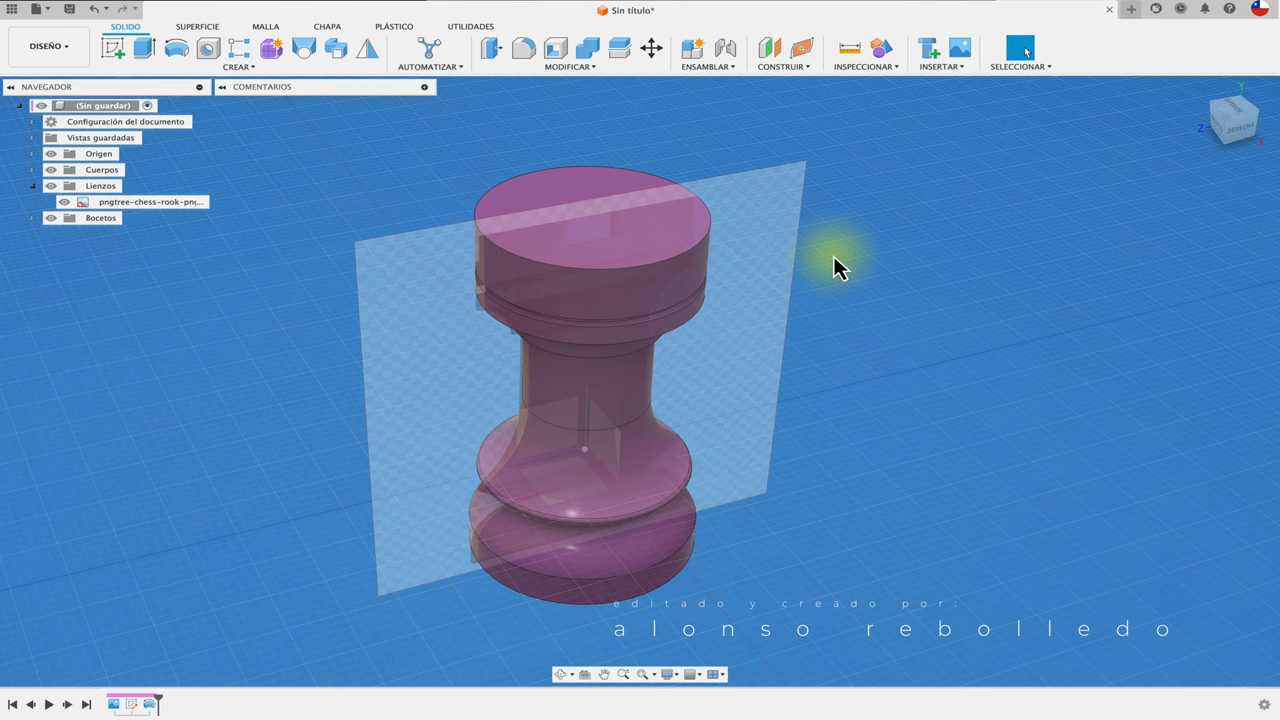 Sin título*
DISEÑO
SOLIDO
SUPERFICIE
MALLA
CHAPA
PLÁSTICO
UTILIDADES
CREAR
AUTOMATIZAR
MODIFICAR
ENSAMBLAR
CONSTRUIR
INSPECCIONAR
INSERTAR
SELECCIONAR
NAVEGADOR
COMENTARIOS
(Sin guardar)
Configuración del documento
Vistas guardadas
Origen
Cuerpos
Lienzos
pngtree-chess-rook-pn...
Bocetos
Y
Z
X
DERECHA
editado y creado por:
alonso rebolledo